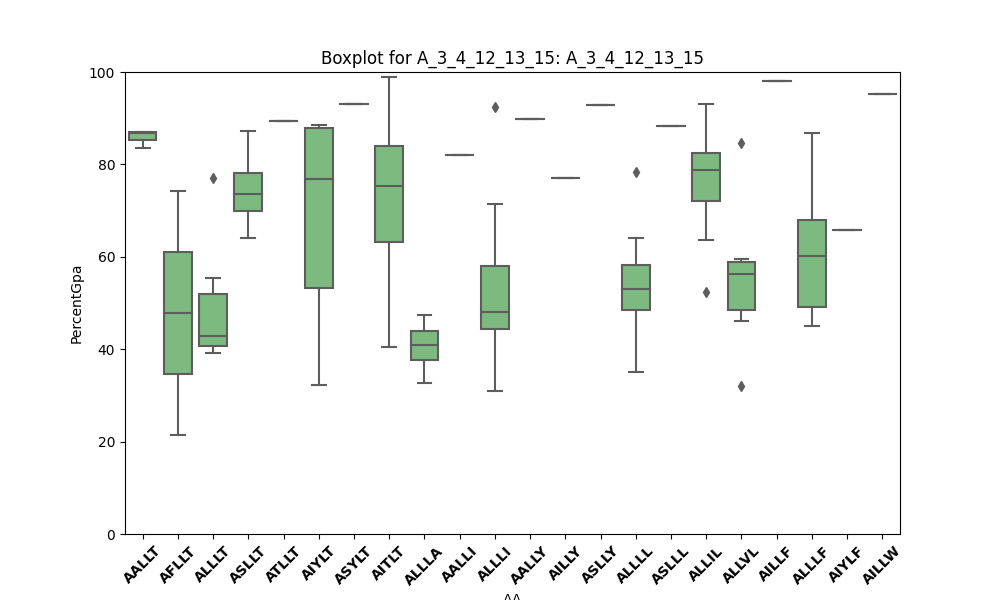 Boxplot for A_3_4_12_13_15: A_3_4_12_13_15
100
80
60
40
20
0
PercentGpa
AALLT AFLLT ALLLT ASLLT ATLLT AIYLT ASYLT AITLT ALLLA AALLI ALLLI AALLY AILLY ASLLY ALLLL ASLLL ALLIL ALLVL AILLF ALLLF AIYLF AILLW
AA